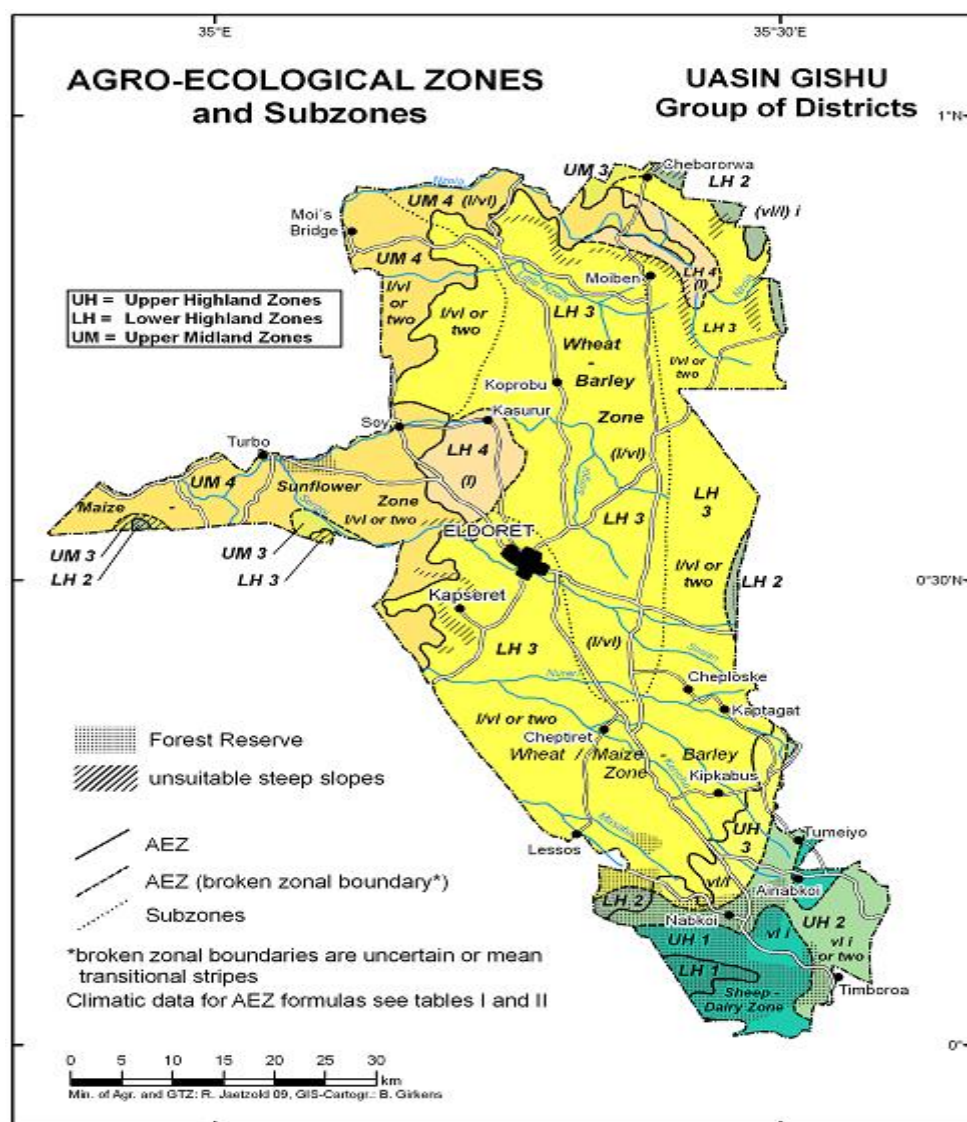 35°E
35°30'E
AGRO-ECOLOGICAL ZONES
and Subzones
UASIN GISHU
Group of Districts
1°N
UM 3
Chebororwa
LH 2
Nzoia
UM 4 (l/vl)
(vl/l) i
Moi's
Bridge
UM 4
Moiben
LH 4
(l)
UH = Upper Highland Zones
LH = Lower Highland Zones
UM = Upper Midland Zones
l/vl
or
two
l/vl or
two
LH 3
LH 3
Wheat
-
Barley
Zone
l/vl or
two
Koprobu
Kasurur
Soy
Turbo
LH 4
(l)
(l/vl)
UM 4
Sunflower
Maize -
Zone
l/vl or two
LH 3
LH
3
ELDORET
UM 3
LH 2
UM 3
LH 3
l/vl or
two
LH 2
0°30'N
Kapseret
LH 3
(l/vl)
Cheploske
Kaptagat
l/vl or two
Cheptiret
Wheat / Maize - Barley
Zone
Kipkabus
Forest Reserve
unsuitable steep slopes
UH
3
Tumeiyo
Lessos
AEZ
vl/l
Ainabkoi
AEZ (broken zonal boundary*)
LH 2
Nabkoi
UH 2
Subzones
UH 1
vl i
vl i
or two
*broken zonal boundaries are uncertain or mean
transitional stripes
LH 1
Timboroa
Climatic data for AEZ formulas see tables I and II
Sheep -
Dairy Zone
0°
0 5 10 15 20 25 30
km
Min. of Agr. and GTZ: R. Jaetzold 09, GIS-Cartogr.: B. Girkens